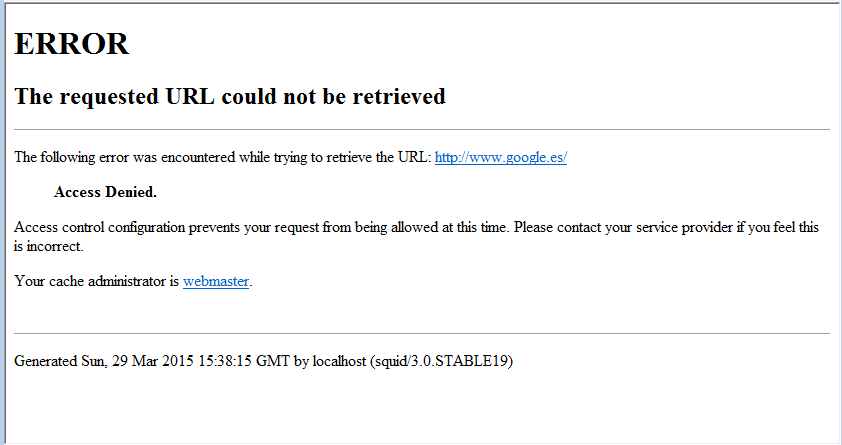 ERROR
The requested URL could not be retrieved
The following error was encountered while trying to retrieve the URL: http://www.google.es/
Access Denied.
Access control configuration prevents your request from being allowed at this time. Please contact your service provider if you feel this
is incorrect.
Your cache administrator is webmaster.
Generated Sun, 29 Mar 2015 15:38:15 GMT by localhost (squid/3.0.STABLE19)